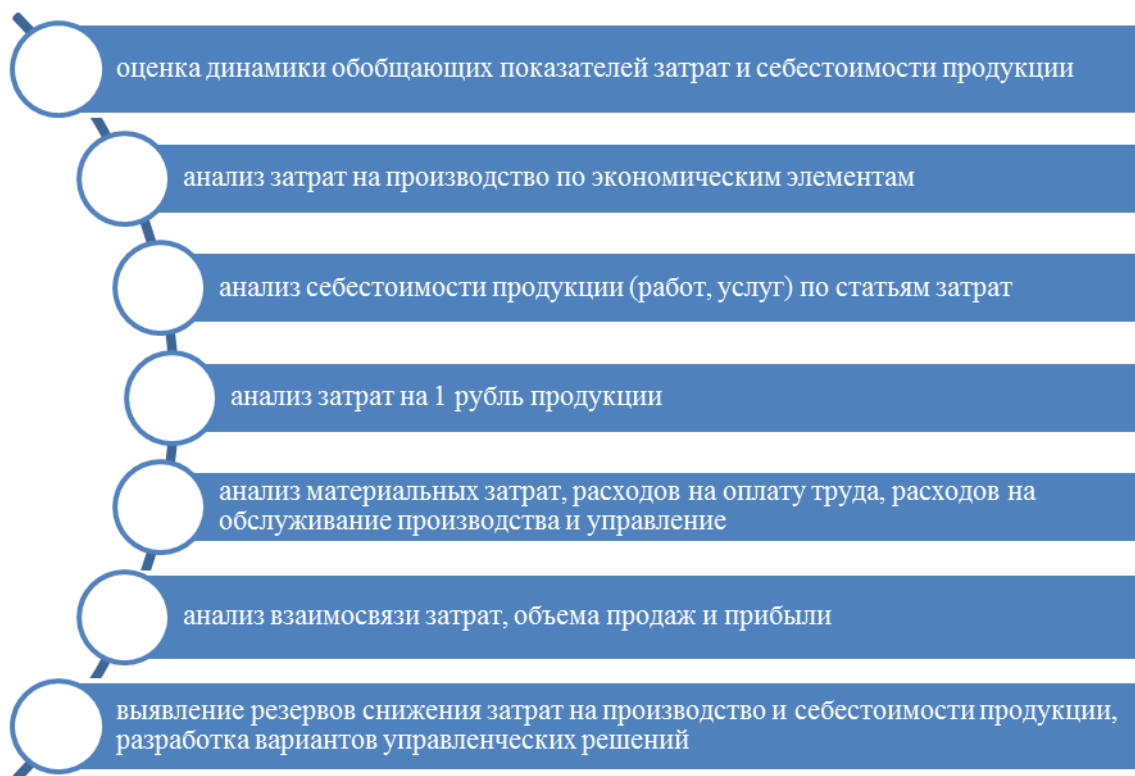 оценка динамики обобщающих показателей затрат и себестоимости продукции
анализ затрат на производство по экономическим элементам
анализ себестоимости продукции (работ, услуг) по статьям затрат
анализ затрат на 1 рубль продукции
анализ материальных затрат, расходов на оплату труда, расходов на
обслуживание производства и управление
анализ взаимосвязи затрат, объема продаж и прибыли
выявление резервов снижения затрат на производство и себестоимости продукции,
разработка вариантов управленческих решений